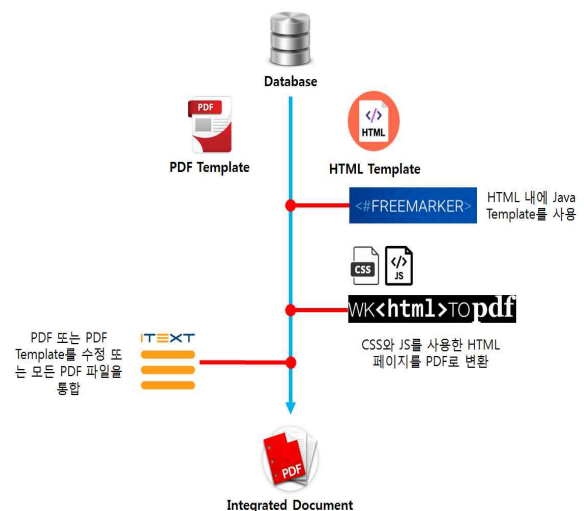 Database
PDF
PDF Template
</>
HTML
HTML Template
<#FREEMARKER>
HTML 내에 Java
Template를 사용
CSS
</>
JS
WK<html>TOpdf
CSS와 JS를 사용한 HTML
페이지를 PDF로 변환
PDF 또는 PDF
Template를 수정 또
는 모든 PDF 파일을
통합
ITEXT
PDF
Integrated Document